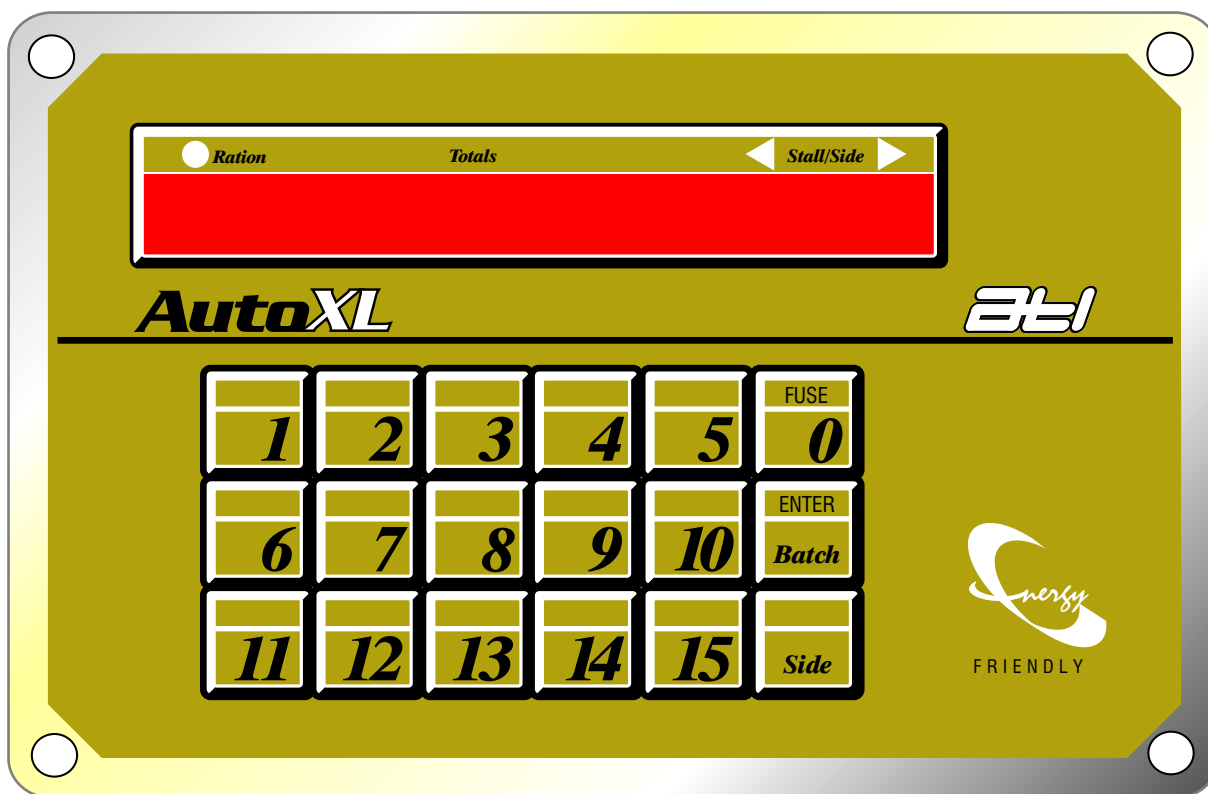 Ration Totals Stall/Side
AutoXL atl
FUSE
1 2 3 4 5 0
ENTER
6 7 8 9 10 Batch
11 12 13 14 15 Side
Energy
FRIENDLY